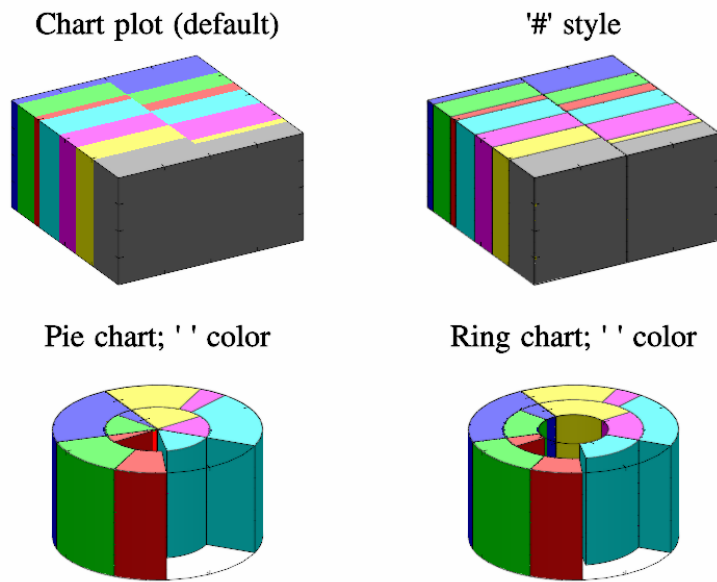 Chart plot (default)
'#' style
Pie chart; ' ' color
Ring chart; ' ' color